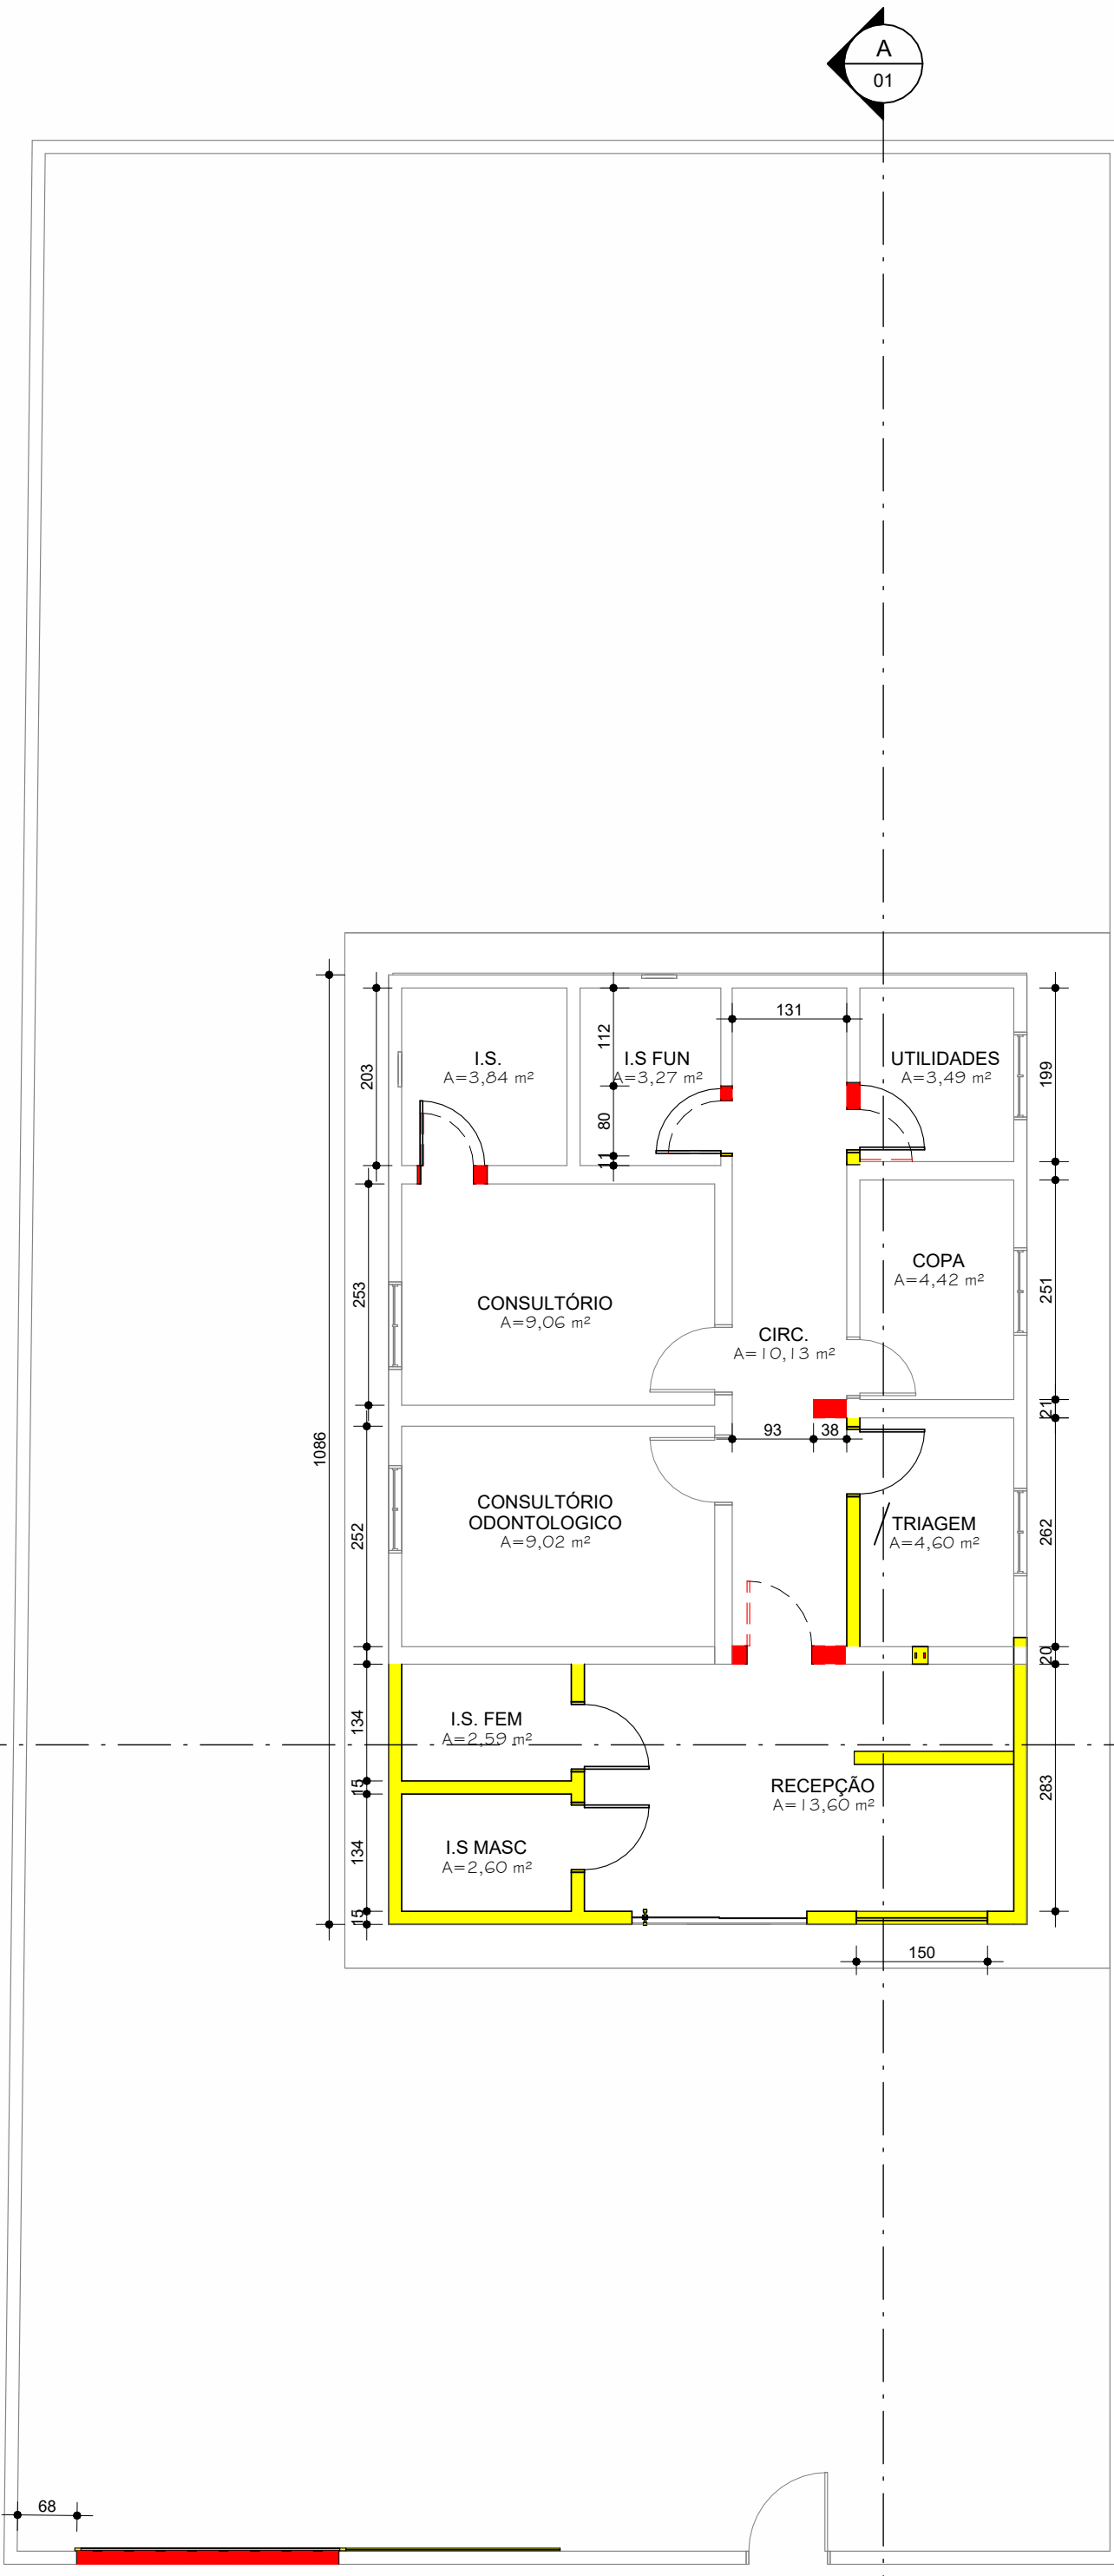 A
01
131
112
203
I.S.
A=3,84 m²
I.S FUN
A=3,27 m²
UTILIDADES
A=3,49 m²
199
80
11
253
CONSULTÓRIO
A=9,06 m²
COPA
A=4,42 m²
251
CIRC.
A=10,13 m²
21
93
38
1086
252
CONSULTÓRIO
ODONTOLOGICO
A=9,02 m²
TRIAGEM
A=4,60 m²
262
20
134
I.S. FEM
A=2,59 m²
15
RECEPÇÃO
A=13,60 m²
283
134
I.S MASC
A=2,60 m²
15
150
68